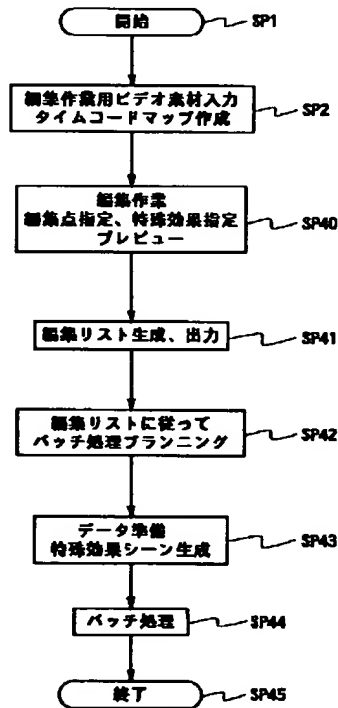 開始
SP1
編集作業用ビデオ素材入力
タイムコードマップ作成
SP2
編集作業
編集点指定、特殊効果指定
プレビュー
SP40
編集リスト生成、出力
SP41
編集リストに従って
バッチ処理プランニング
SP42
データ準備
特殊効果シーン生成
SP43
バッチ処理
SP44
終了
SP45